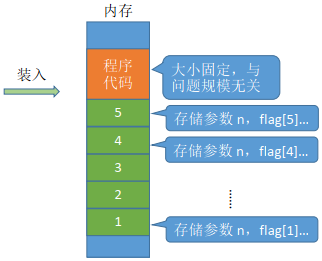 内存
装入
程序
代码
大小固定，与
问题规模无关
5
存储参数 n，flag[5]...
4
存储参数 n，flag[4]...
3
2
1
存储参数 n，flag[1]...